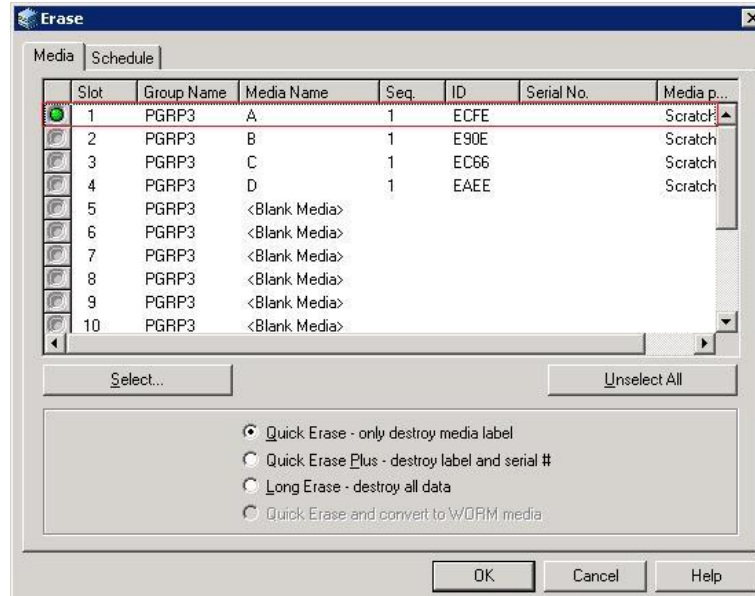 Erase
Media Schedule
Slot Group Name Media Name Seq. ID Serial No. Media p...
1 PGRP3 A 1 ECFE Scratch
2 PGRP3 B 1 E90E Scratch
3 PGRP3 C 1 EC66 Scratch
4 PGRP3 D 1 EAEE Scratch
5 PGRP3 <Blank Media>
6 PGRP3 <Blank Media>
7 PGRP3 <Blank Media>
8 PGRP3 <Blank Media>
9 PGRP3 <Blank Media>
10 PGRP3 <Blank Media>
Select... Unselect All
Quick Erase - only destroy media label
Quick Erase Plus - destroy label and serial #
Long Erase - destroy all data
Quick Erase and convert to WORM media
OK Cancel Help